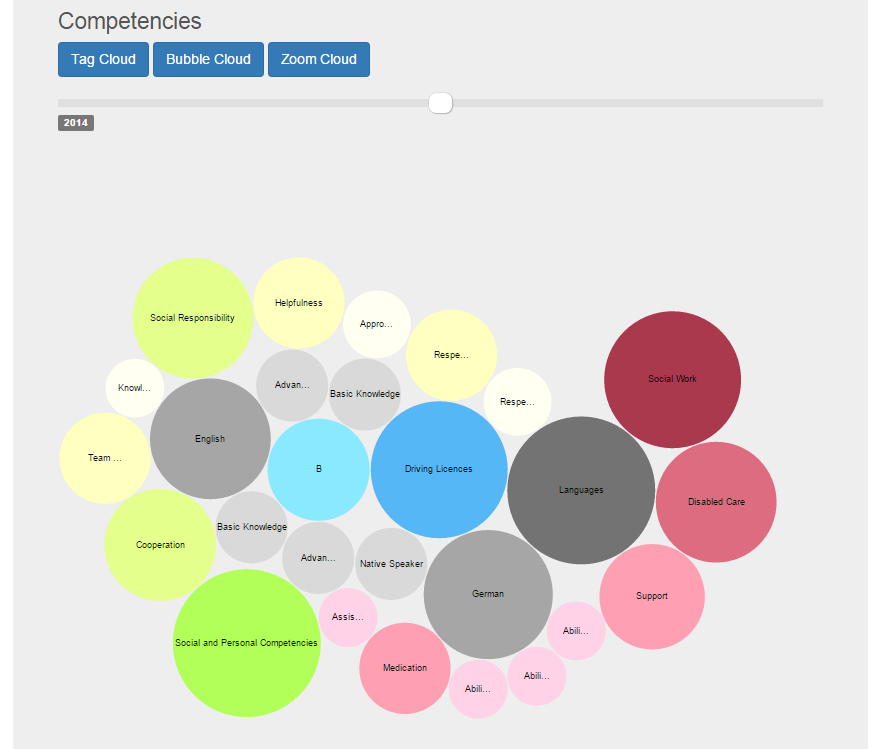 Competencies
Tag Cloud Bubble Cloud Zoom Cloud
2014
Helpfulness
Social Responsibility
Appro...
Respe...
Social Work
Knowl...
Advan...
Basic Knowledge
Respe...
English
Team ...
B
Driving Licences
Languages
Disabled Care
Basic Knowledge
Cooperation
Advan...
Native Speaker
German
Support
Assis...
Abili...
Social and Personal Competencies
Medication
Abili...
Abili...